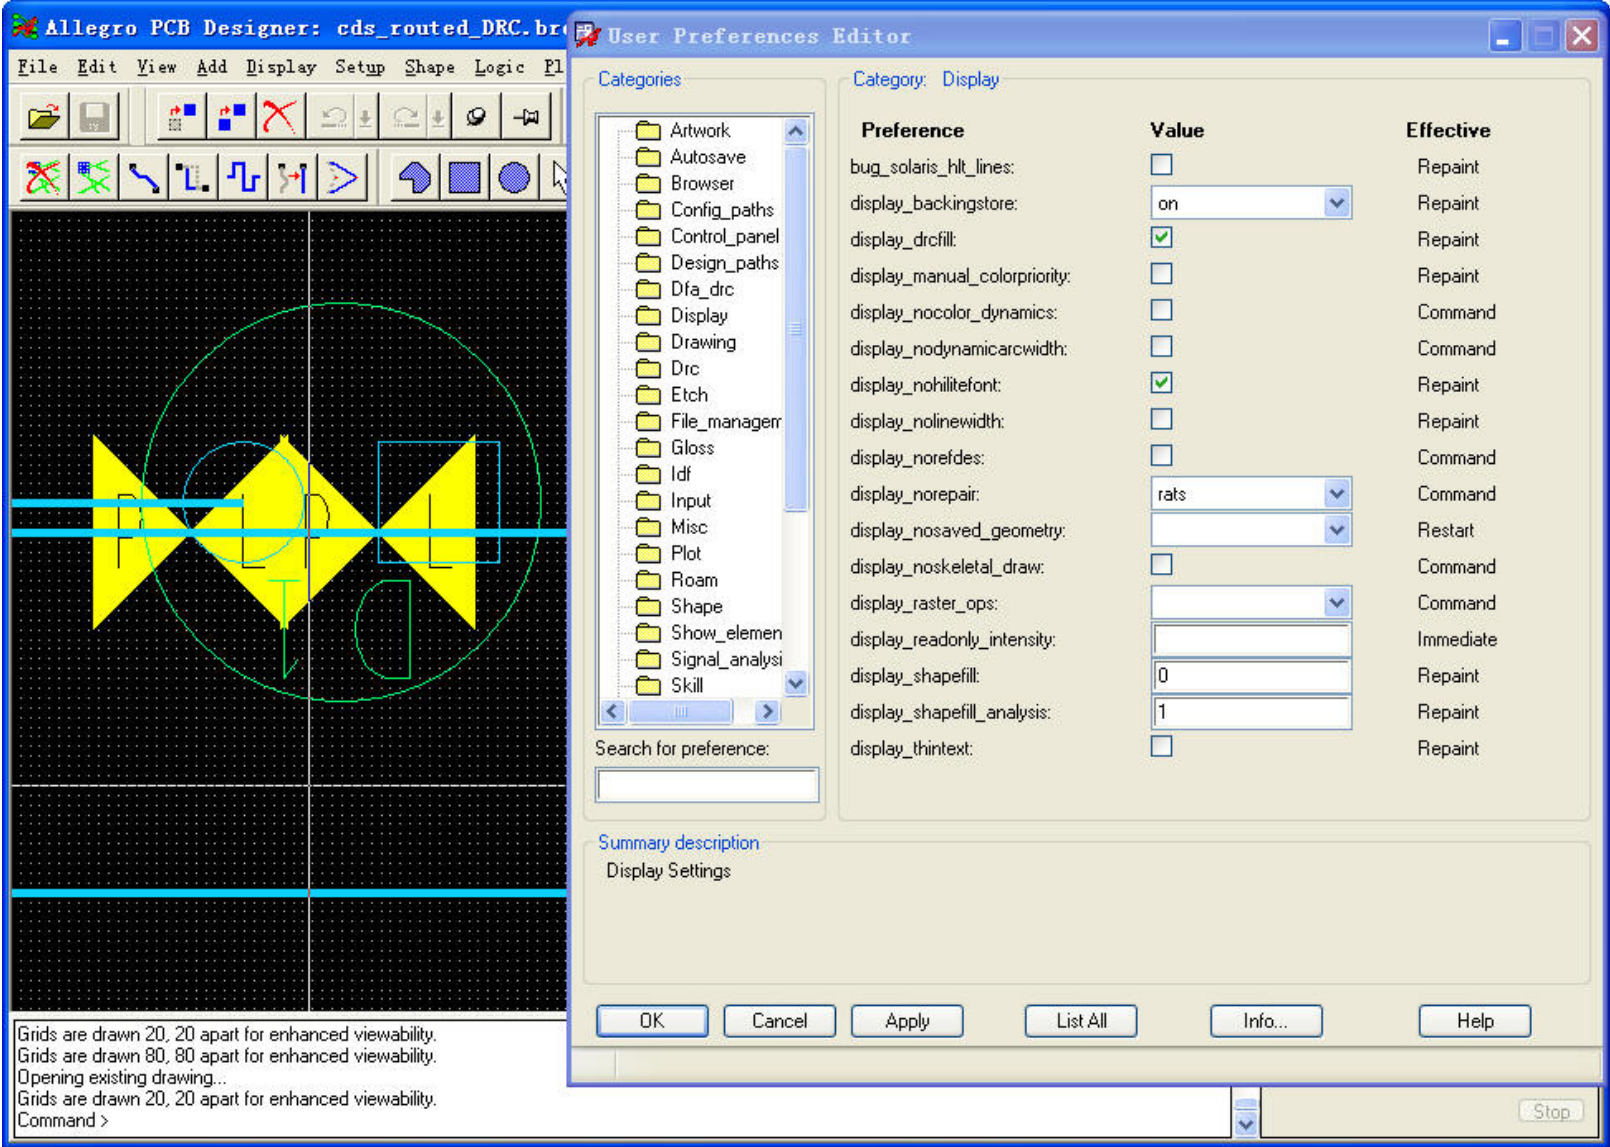 Allegro PCB Designer: cds_routed_DRC.br
File Edit View Add Display Setup Shape Logic Pl
P L P L
User Preferences Editor
Categories
Artwork
Autosave
Browser
Config_paths
Control_panel
Design_paths
Dfa_drc
Display
Drawing
Drc
Etch
File_managem
Gloss
Idf
Input
Misc
Plot
Roam
Shape
Show_elemen
Signal_analysi
Skill
Search for preference:
Category: Display
Preference Value Effective
bug_solaris_hlt_lines: Repaint
display_backingstore: on Repaint
display_drcfill: Repaint
display_manual_colorpriority: Repaint
display_nocolor_dynamics: Command
display_nodynamicarcwidth: Command
display_nohilitefont: Repaint
display_nolinewidth: Repaint
display_norefdes: Command
display_norepair: rats Command
display_nosaved_geometry: Restart
display_noskeletal_draw: Command
display_raster_ops: Command
display_readonly_intensity: Immediate
display_shapefill: 0 Repaint
display_shapefill_analysis: 1 Repaint
display_thintext: Repaint
Summary description
Display Settings
OK Cancel Apply List All Info... Help
Grids are drawn 20, 20 apart for enhanced viewability.
Grids are drawn 80, 80 apart for enhanced viewability.
Opening existing drawing...
Grids are drawn 20, 20 apart for enhanced viewability.
Command >
Stop